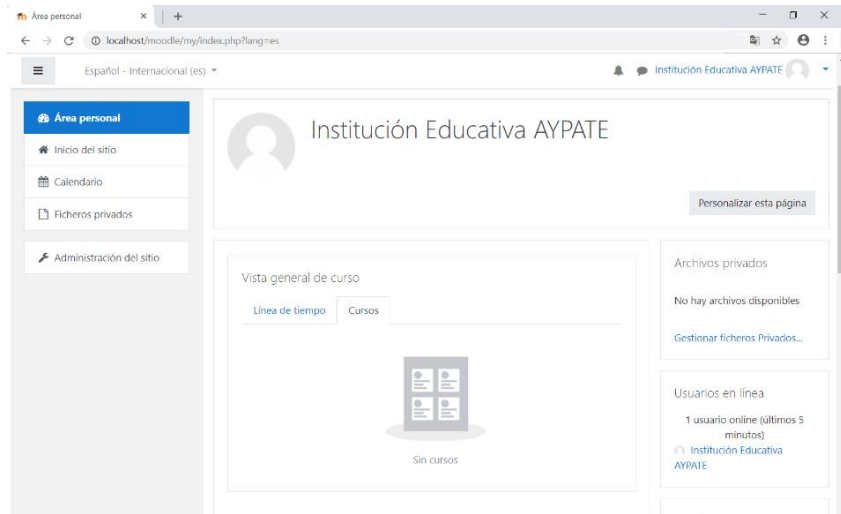 Área personal
localhost/moodle/my/index.php?lang=es
Español - Internacional (es)
Institución Educativa AYPATE
Área personal
Inicio del sitio
Calendario
Ficheros privados
Administración del sitio
Institución Educativa AYPATE
Personalizar esta página
Vista general de curso
Línea de tiempo Cursos
Sin cursos
Archivos privados
No hay archivos disponibles
Gestionar ficheros Privados...
Usuarios en línea
1 usuario online (últimos 5
minutos)
Institución Educativa
AYPATE